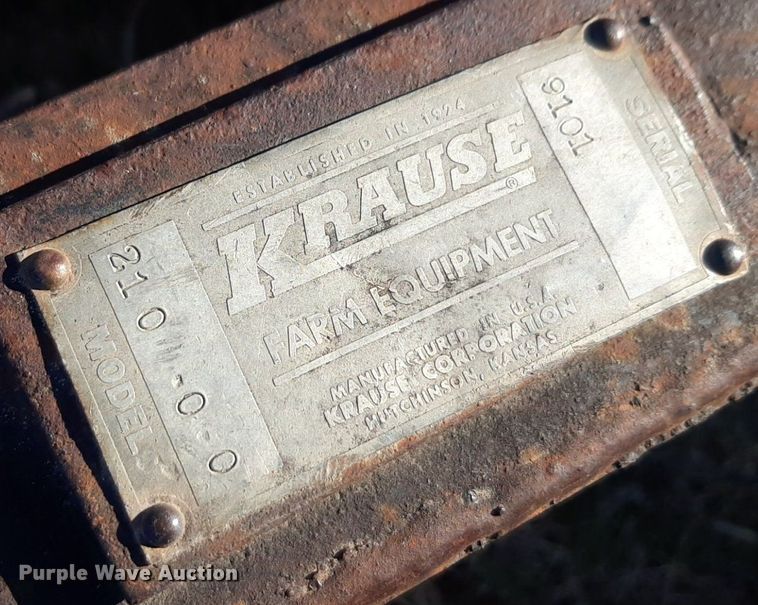 ESTABLISHED IN 1924
KRAUSE®
FARM EQUIPMENT
MANUFACTURED IN U.S.A.
KRAUSE CORPORATION
HUTCHINSON, KANSAS
MODEL
210 -0-0
SERIAL
9101
Purple Wave Auction